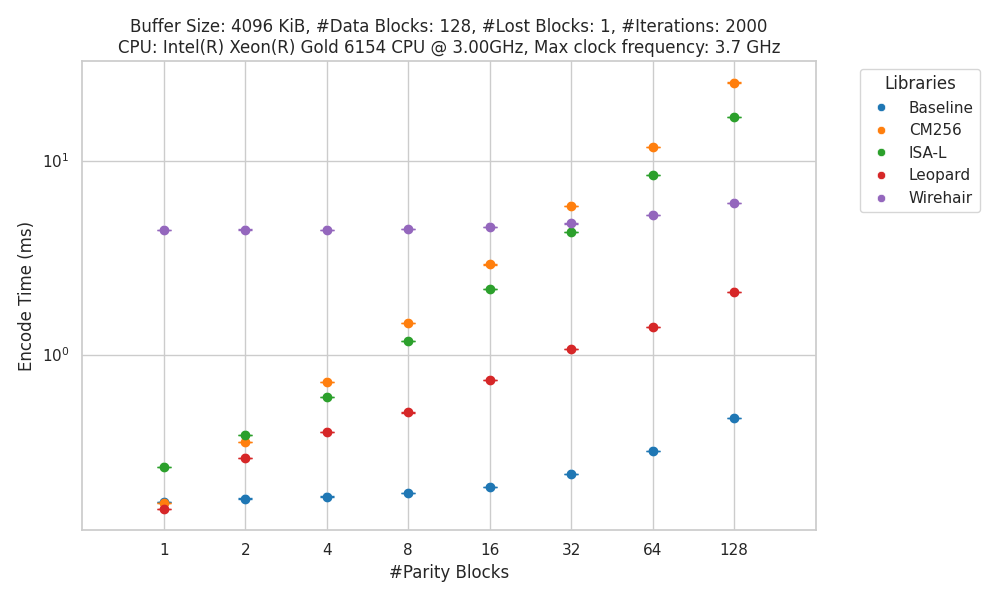 Buffer Size: 4096 KiB, #Data Blocks: 128, #Lost Blocks: 1, #Iterations: 2000
CPU: Intel(R) Xeon(R) Gold 6154 CPU @ 3.00GHz, Max clock frequency: 3.7 GHz
Libraries
Baseline
CM256
ISA-L
Leopard
Wirehair
Encode Time (ms)
10¹
10⁰
1 2 4 8 16 32 64 128
#Parity Blocks